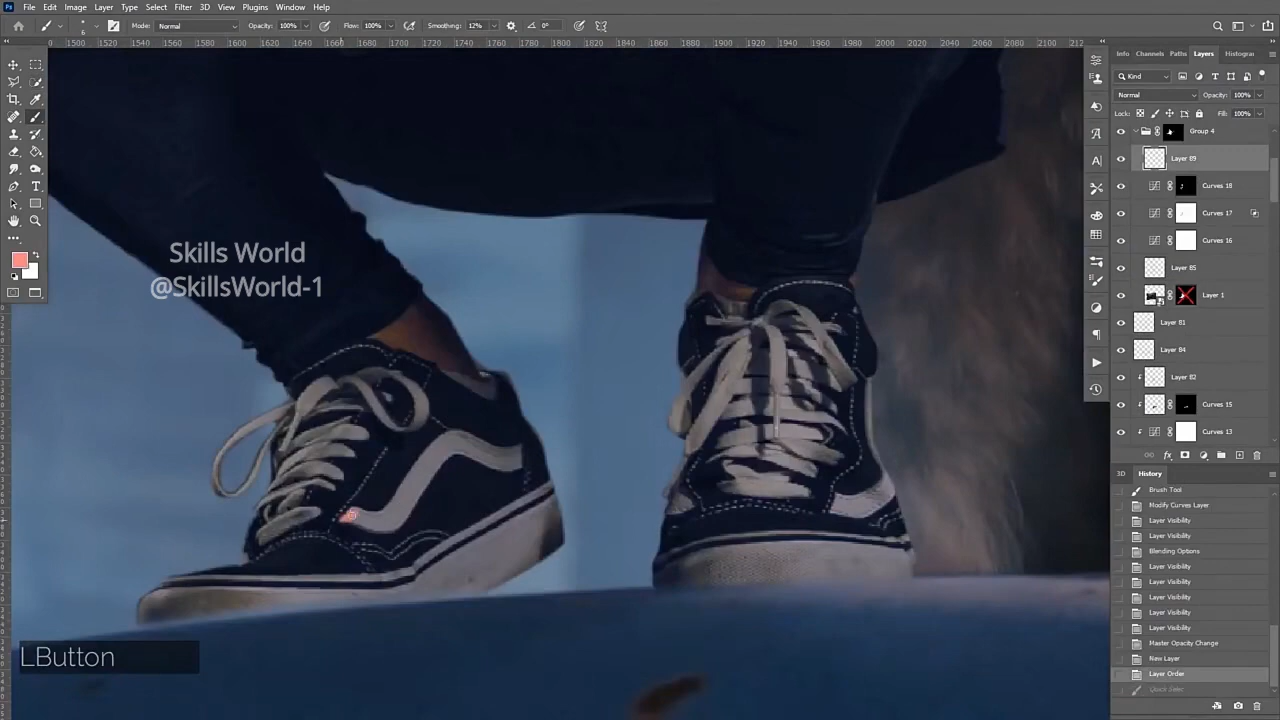 File Edit Image Layer Type Select Filter 3D View Plugins Window Help
Mode: Normal Opacity: 100% Flow: 100% Smoothing: 12% 0°
1500 1520 1540 1560 1580 1600 1620 1640 1660 1680 1700 1720 1740 1760 1780 1800 1820 1840 1860 1880 1900 1920 1940 1960 1980 2000 2020 2040 2060 2080 2100 212
Info Channels Paths Layers Histogra
Kind
Normal Opacity: 100%
Lock: Fill: 100%
Group 4
Layer 89
Curves 18
Curves 17
Curves 16
Layer 85
Layer 1
Layer 81
Layer 84
Layer 82
Curves 15
Curves 13
3D History
Brush Tool
Modify Curves Layer
Layer Visibility
Layer Visibility
Blending Options
Layer Visibility
Layer Visibility
Layer Visibility
Layer Visibility
Layer Visibility
Master Opacity Change
New Layer
Layer Order
Skills World
@SkillsWorld-1
LButton